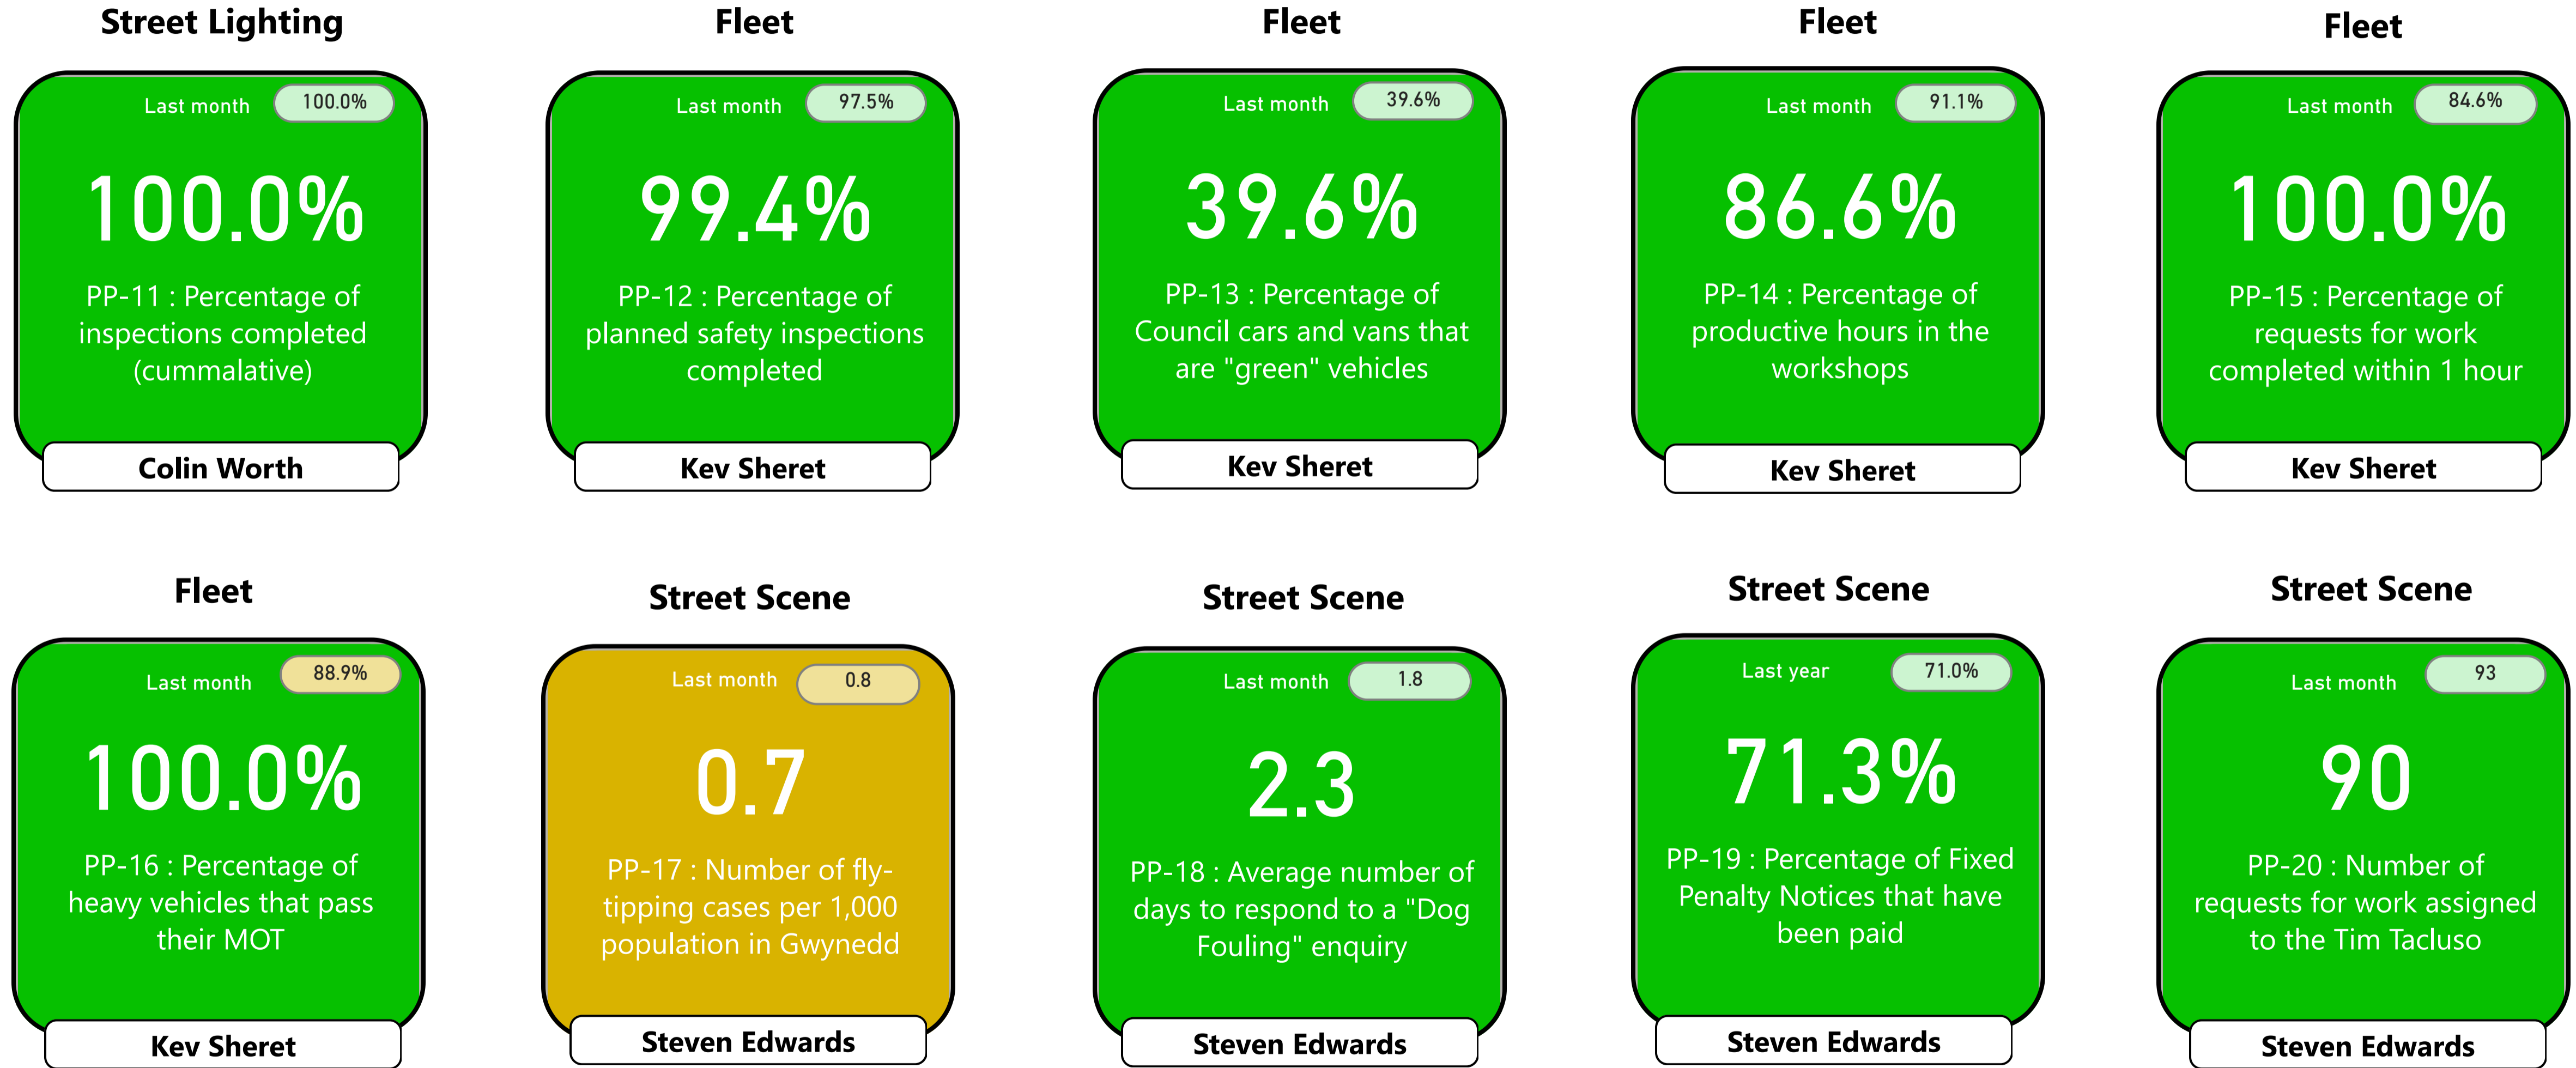 Street Lighting
Last month 100.0%
100.0%
PP-11 : Percentage of
inspections completed
(cummalative)
Colin Worth
Fleet
Last month 97.5%
99.4%
PP-12 : Percentage of
planned safety inspections
completed
Kev Sheret
Fleet
Last month 39.6%
39.6%
PP-13 : Percentage of
Council cars and vans that
are "green" vehicles
Kev Sheret
Fleet
Last month 91.1%
86.6%
PP-14 : Percentage of
productive hours in the
workshops
Kev Sheret
Fleet
Last month 84.6%
100.0%
PP-15 : Percentage of
requests for work
completed within 1 hour
Kev Sheret
Fleet
Last month 88.9%
100.0%
PP-16 : Percentage of
heavy vehicles that pass
their MOT
Kev Sheret
Street Scene
Last month 0.8
0.7
PP-17 : Number of fly-
tipping cases per 1,000
population in Gwynedd
Steven Edwards
Street Scene
Last month 1.8
2.3
PP-18 : Average number of
days to respond to a "Dog
Fouling" enquiry
Steven Edwards
Street Scene
Last year 71.0%
71.3%
PP-19 : Percentage of Fixed
Penalty Notices that have
been paid
Steven Edwards
Street Scene
Last month 93
90
PP-20 : Number of
requests for work assigned
to the Tim Tacluso
Steven Edwards